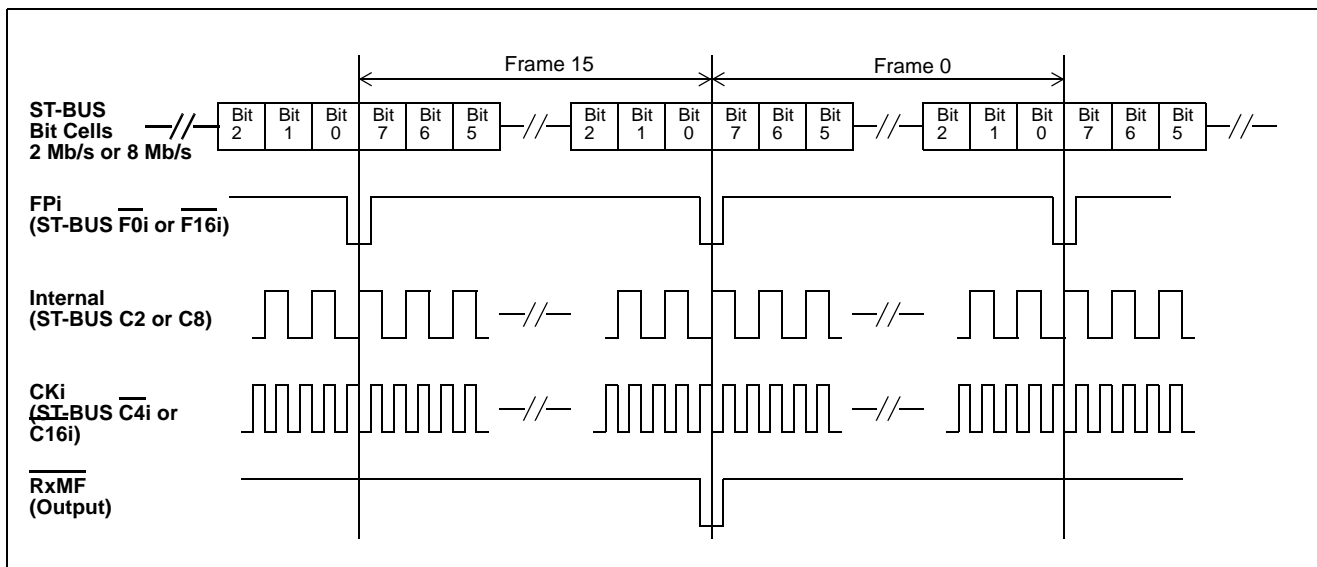 Frame 15
Frame 0
ST-BUS
Bit Cells
2 Mb/s or 8 Mb/s
Bit 2 Bit 1 Bit 0 Bit 7 Bit 6 Bit 5 Bit 2 Bit 1 Bit 0 Bit 7 Bit 6 Bit 5 Bit 2 Bit 1 Bit 0 Bit 7 Bit 6 Bit 5
FPi
(ST-BUS F0i or F16i)
Internal
(ST-BUS C2 or C8)
CKi
(ST-BUS C4i or
C16i)
RxMF
(Output)